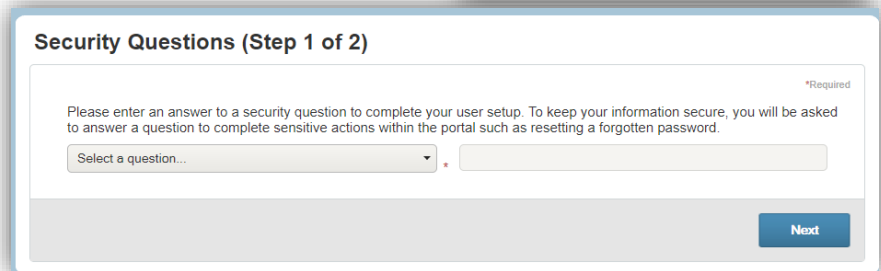 Security Questions (Step 1 of 2)
*Required
Please enter an answer to a security question to complete your user setup. To keep your information secure, you will be asked
to answer a question to complete sensitive actions within the portal such as resetting a forgotten password.
Select a question... *
Next